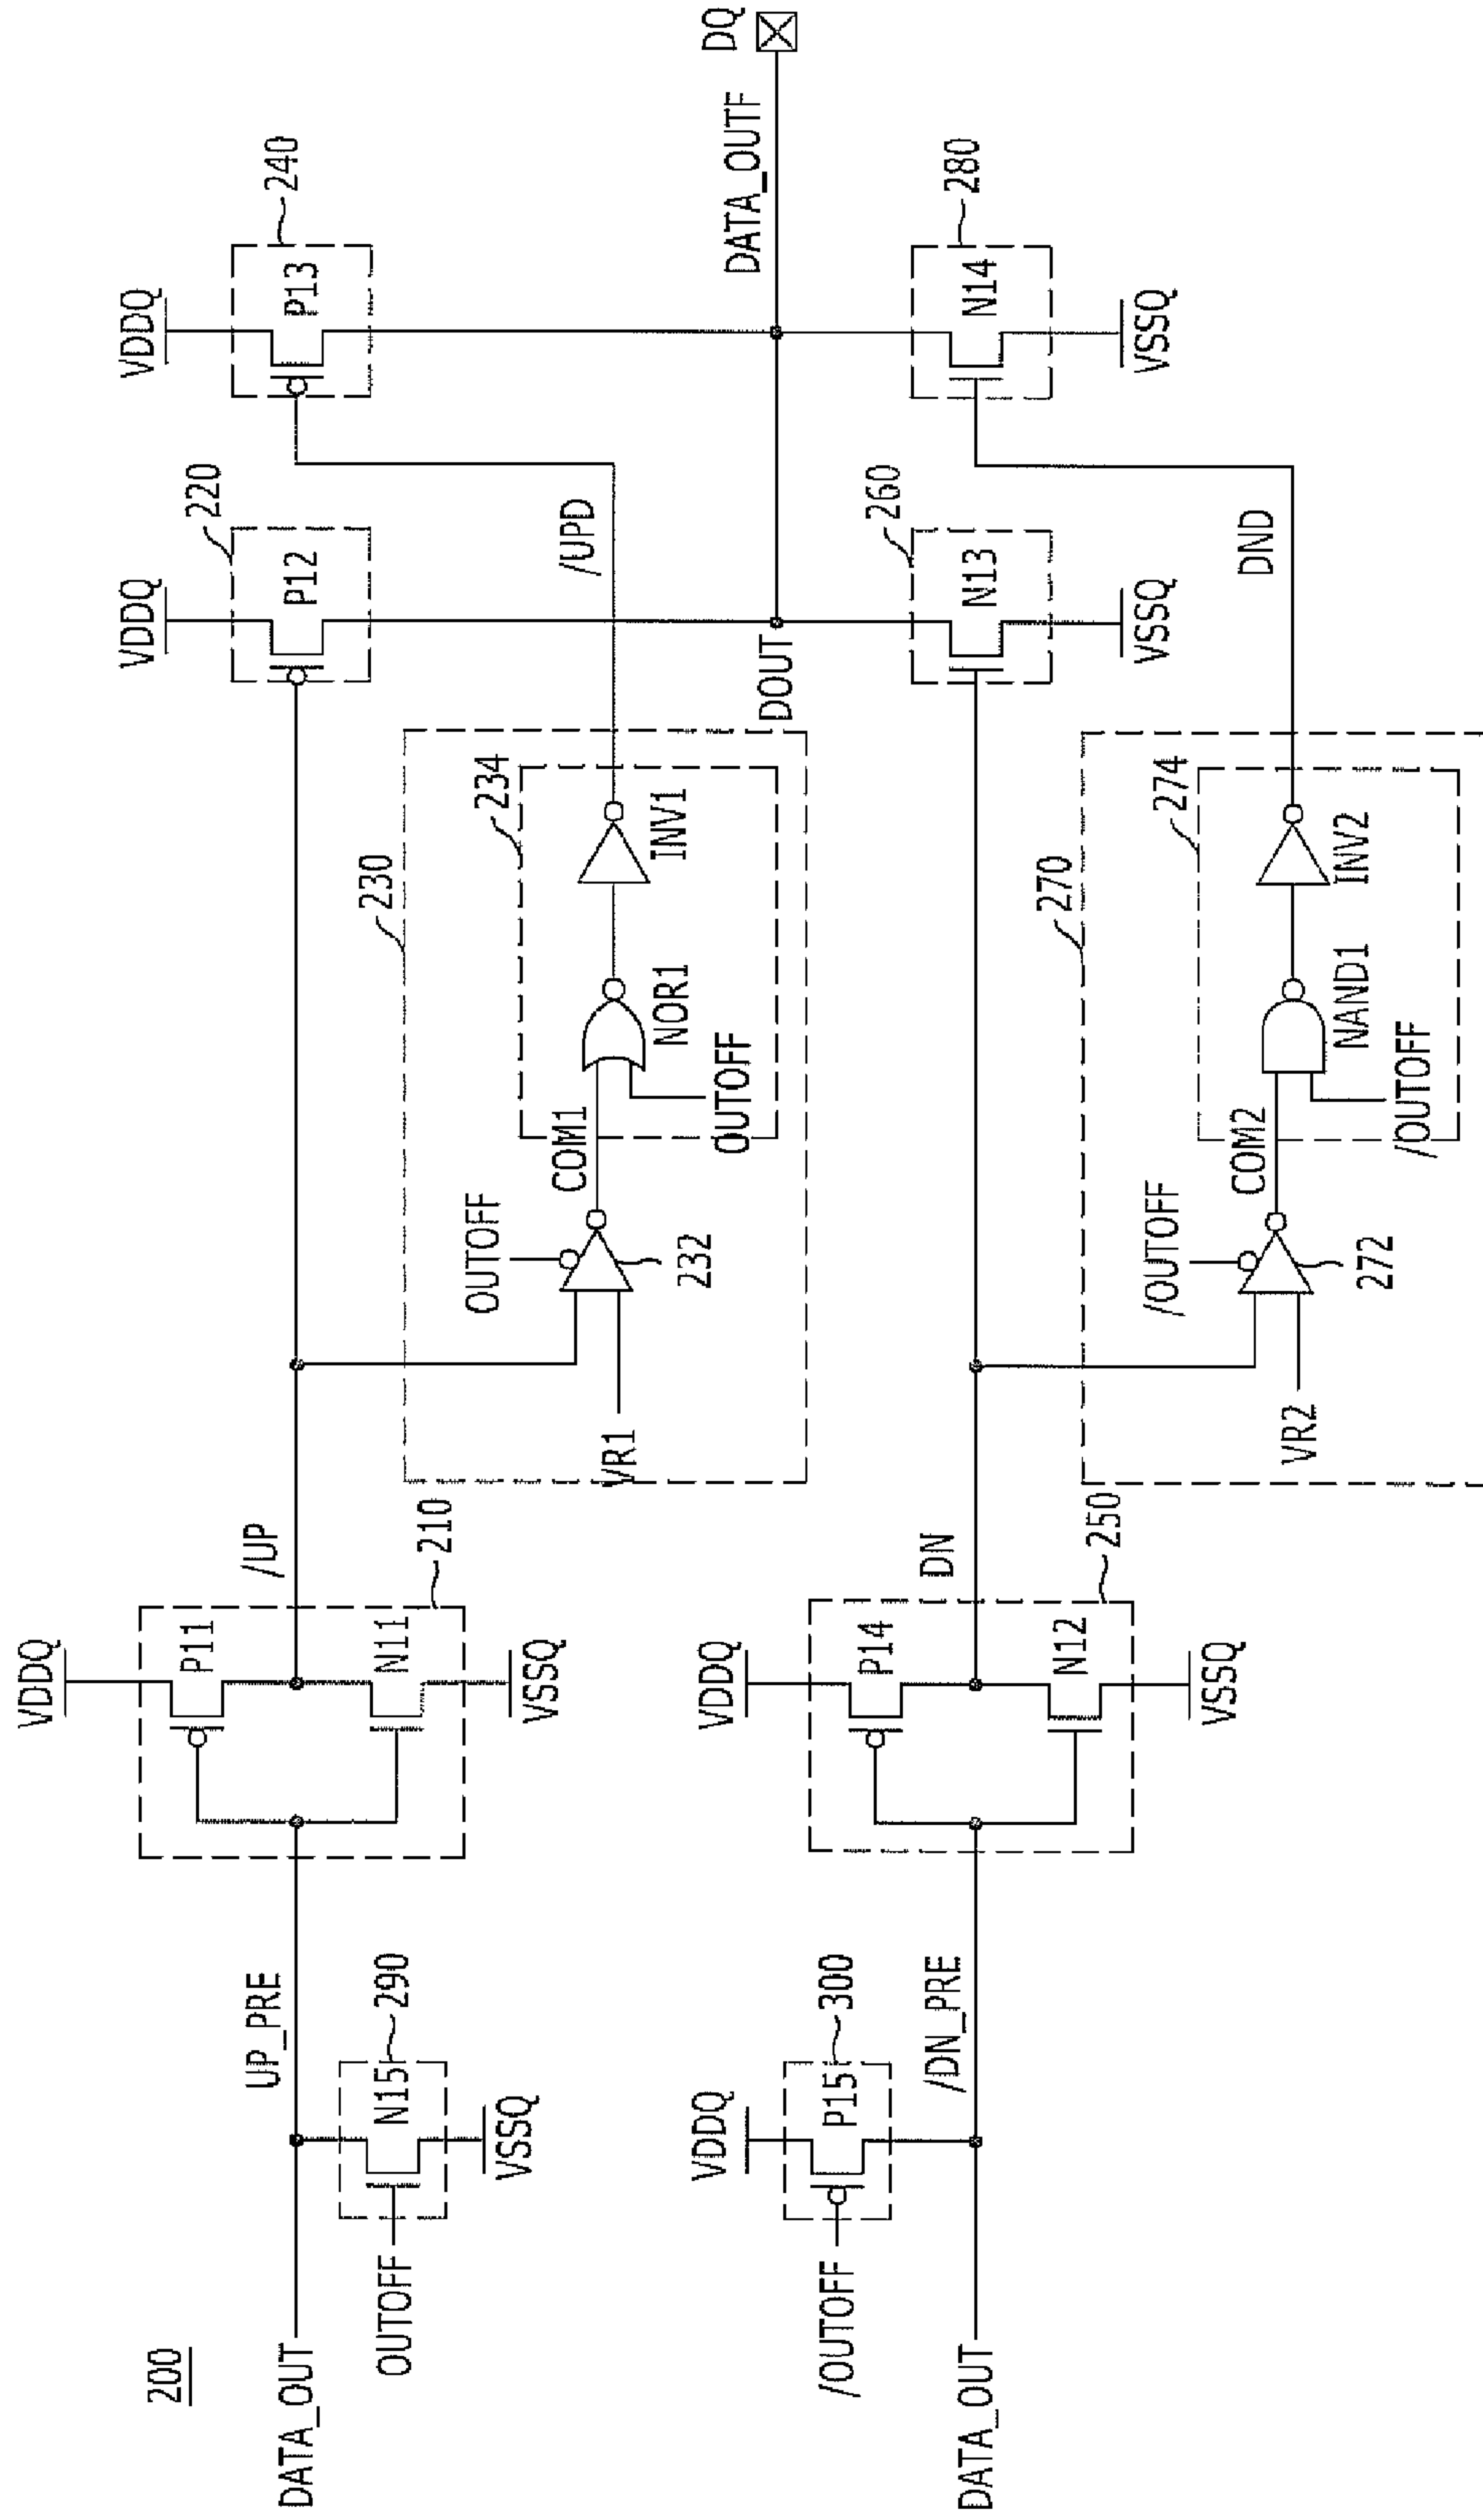 200
VDDQ
P11
/UP
N11
210
VSSQ
DATA_OUT
UP_PRE
OUTOFF
N15
290
VSSQ
VDDQ
220
P12
VDDQ
240
P13
230
VR1
OUTOFF
232
COM1
234
NOR1
OUTOFF
INV1
/UPD
DOUT
DATA_OUTF
DQ
VDDQ
P15
300
/OUTOFF
DATA_OUT
/DN_PRE
VDDQ
P14
DN
N12
250
VSSQ
260
N13
VSSQ
280
N14
VSSQ
270
VR2
/OUTOFF
272
COM2
274
NAND1
/OUTOFF
INV2
DND